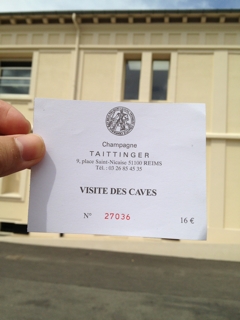 Champagne
TAITTINGER
9, place Saint-Nicaise 51100 REIMS
Tél. : 03 26 85 45 35
VISITE DES CAVES
N° 27036 16 €